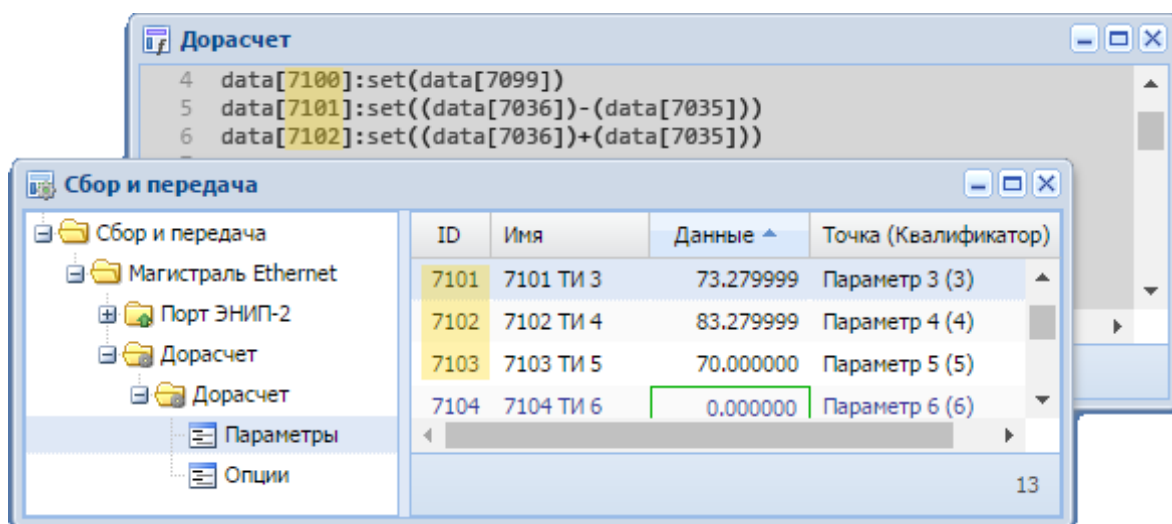 Дорасчет
4 data[7100]:set(data[7099])
5 data[7101]:set((data[7036])-(data[7035]))
6 data[7102]:set((data[7036])+(data[7035]))
Сбор и передача
Сбор и передача
Магистраль Ethernet
Порт ЭНИП-2
Дорасчет
Дорасчет
Параметры
Опции
ID Имя Данные Точка (Квалификатор)
7101 7101 ТИ 3 73.279999 Параметр 3 (3)
7102 7102 ТИ 4 83.279999 Параметр 4 (4)
7103 7103 ТИ 5 70.000000 Параметр 5 (5)
7104 7104 ТИ 6 0.000000 Параметр 6 (6)
13